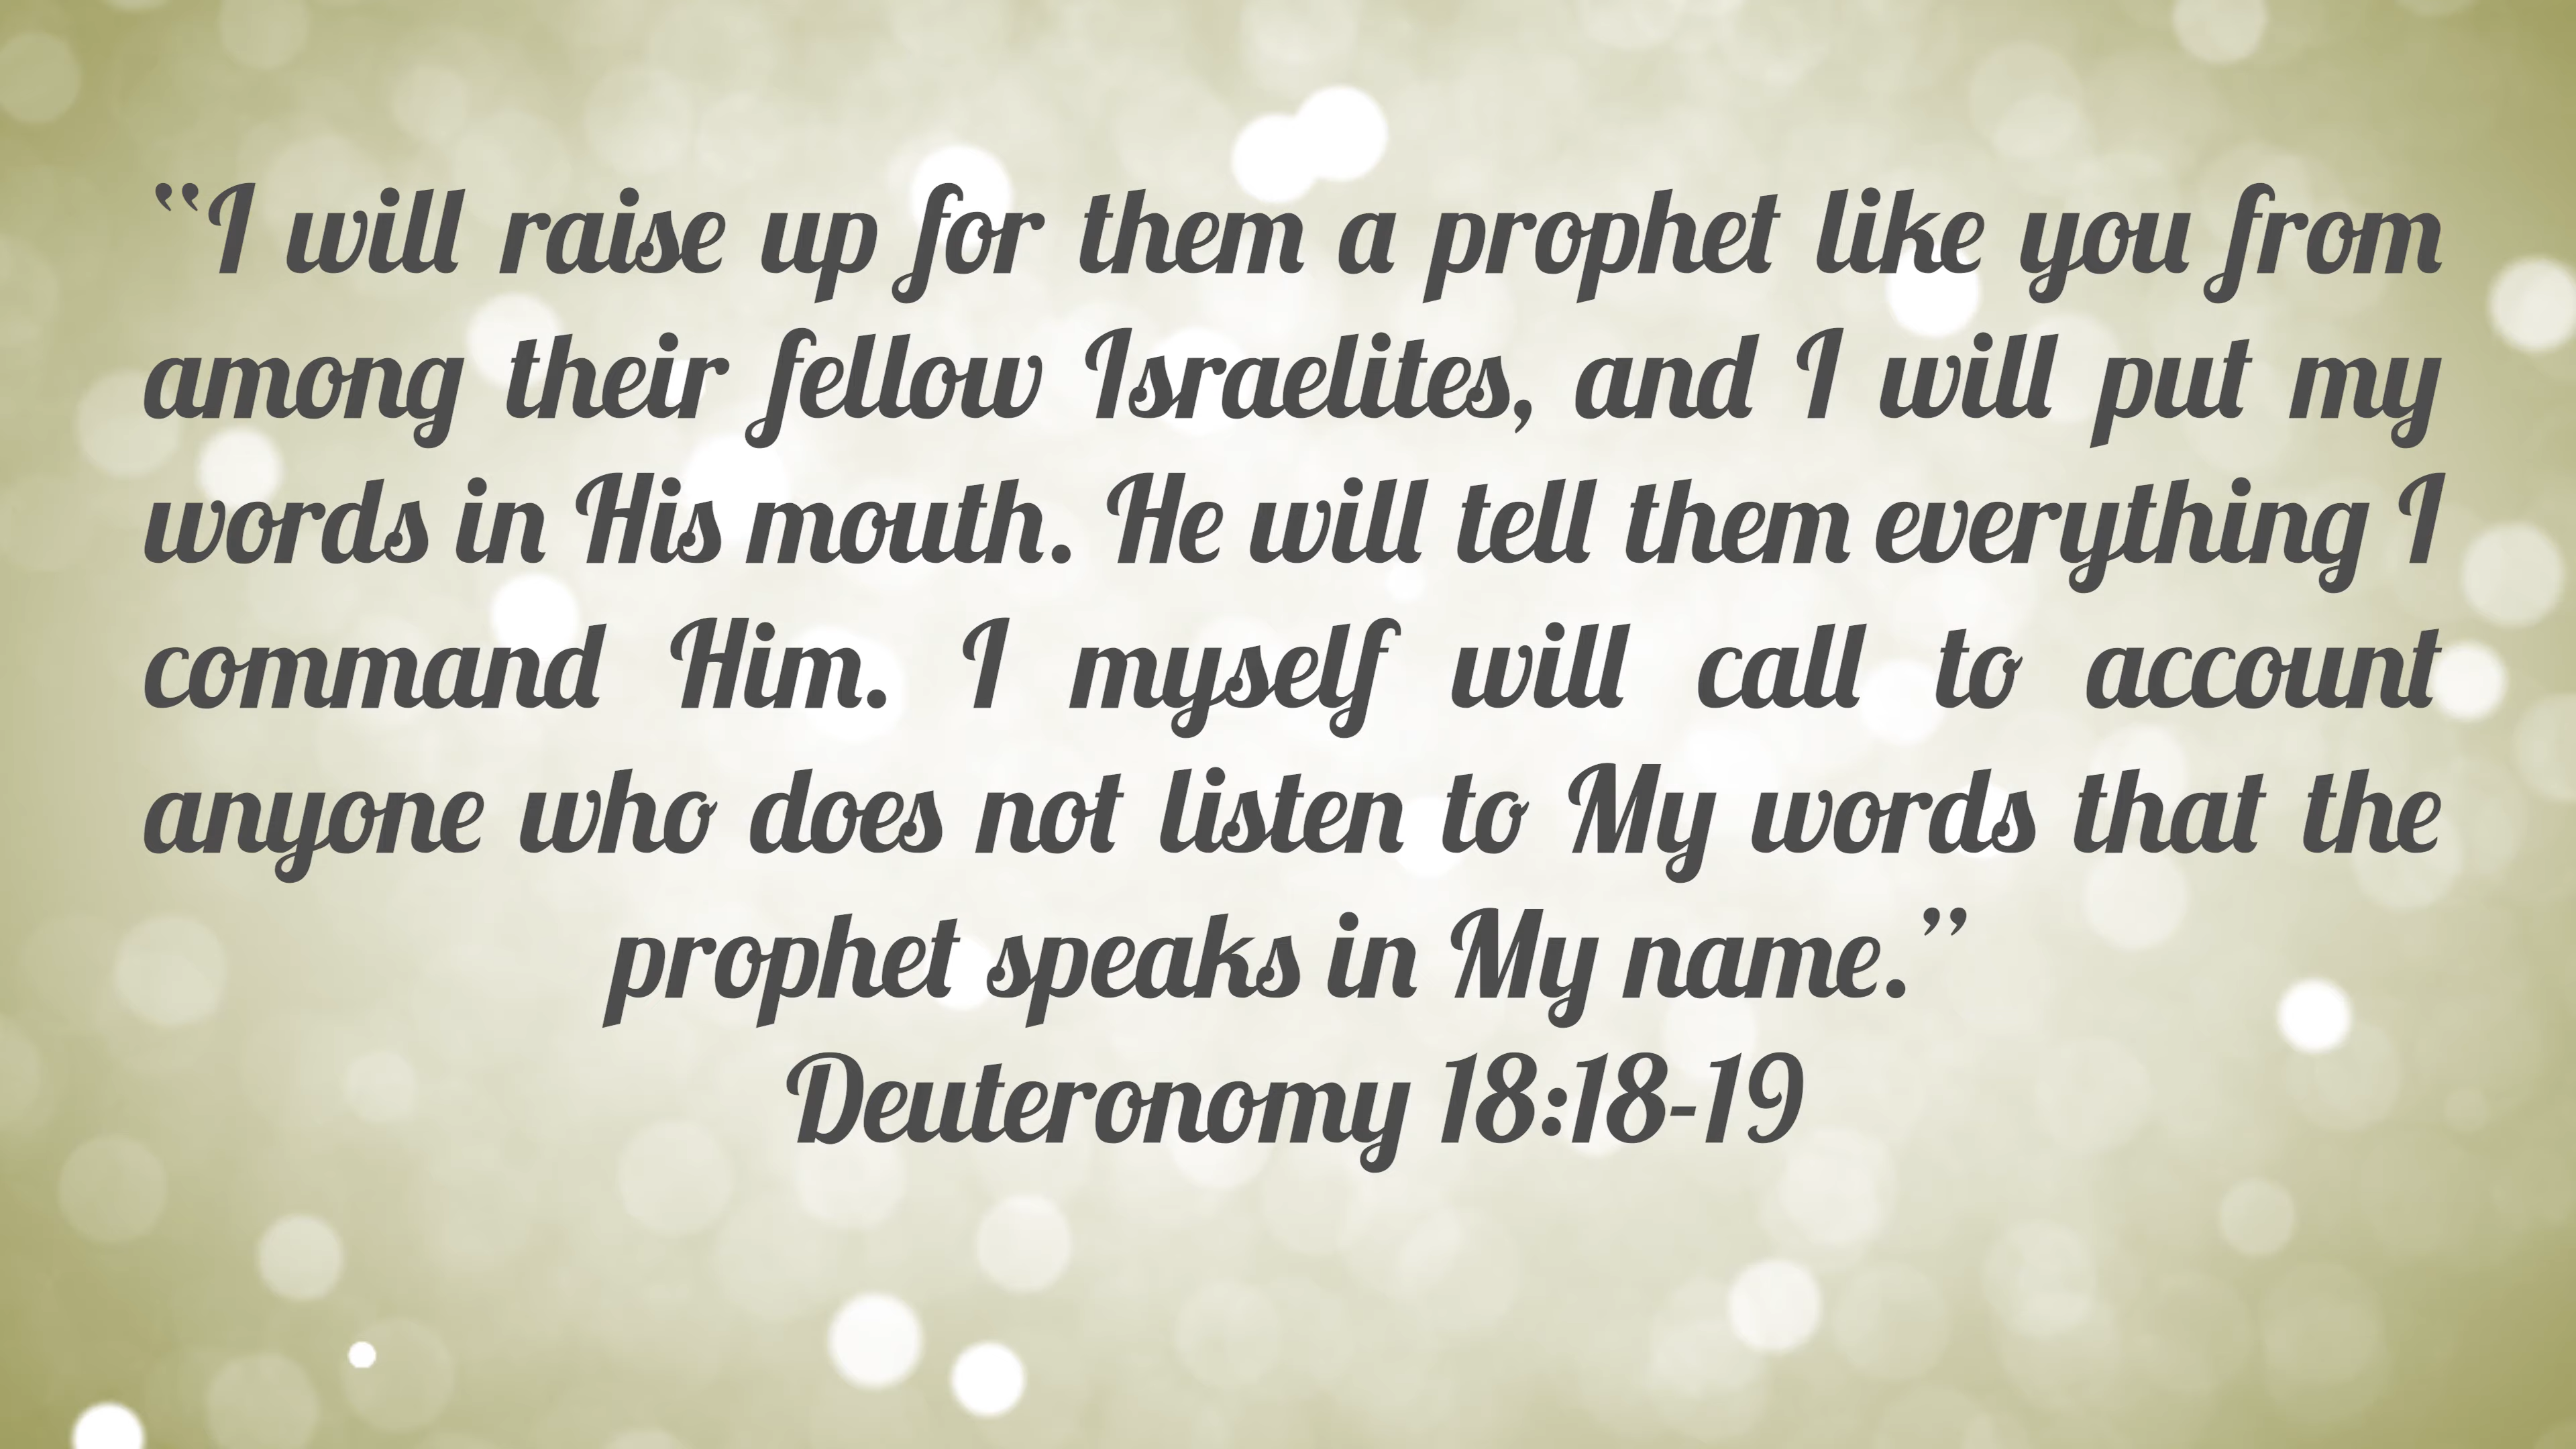 “I will raise up for them a prophet like you from
among their fellow Israelites, and I will put my
words in His mouth. He will tell them everything I
command Him. I myself will call to account
anyone who does not listen to My words that the
prophet speaks in My name.”
Deuteronomy 18:18-19